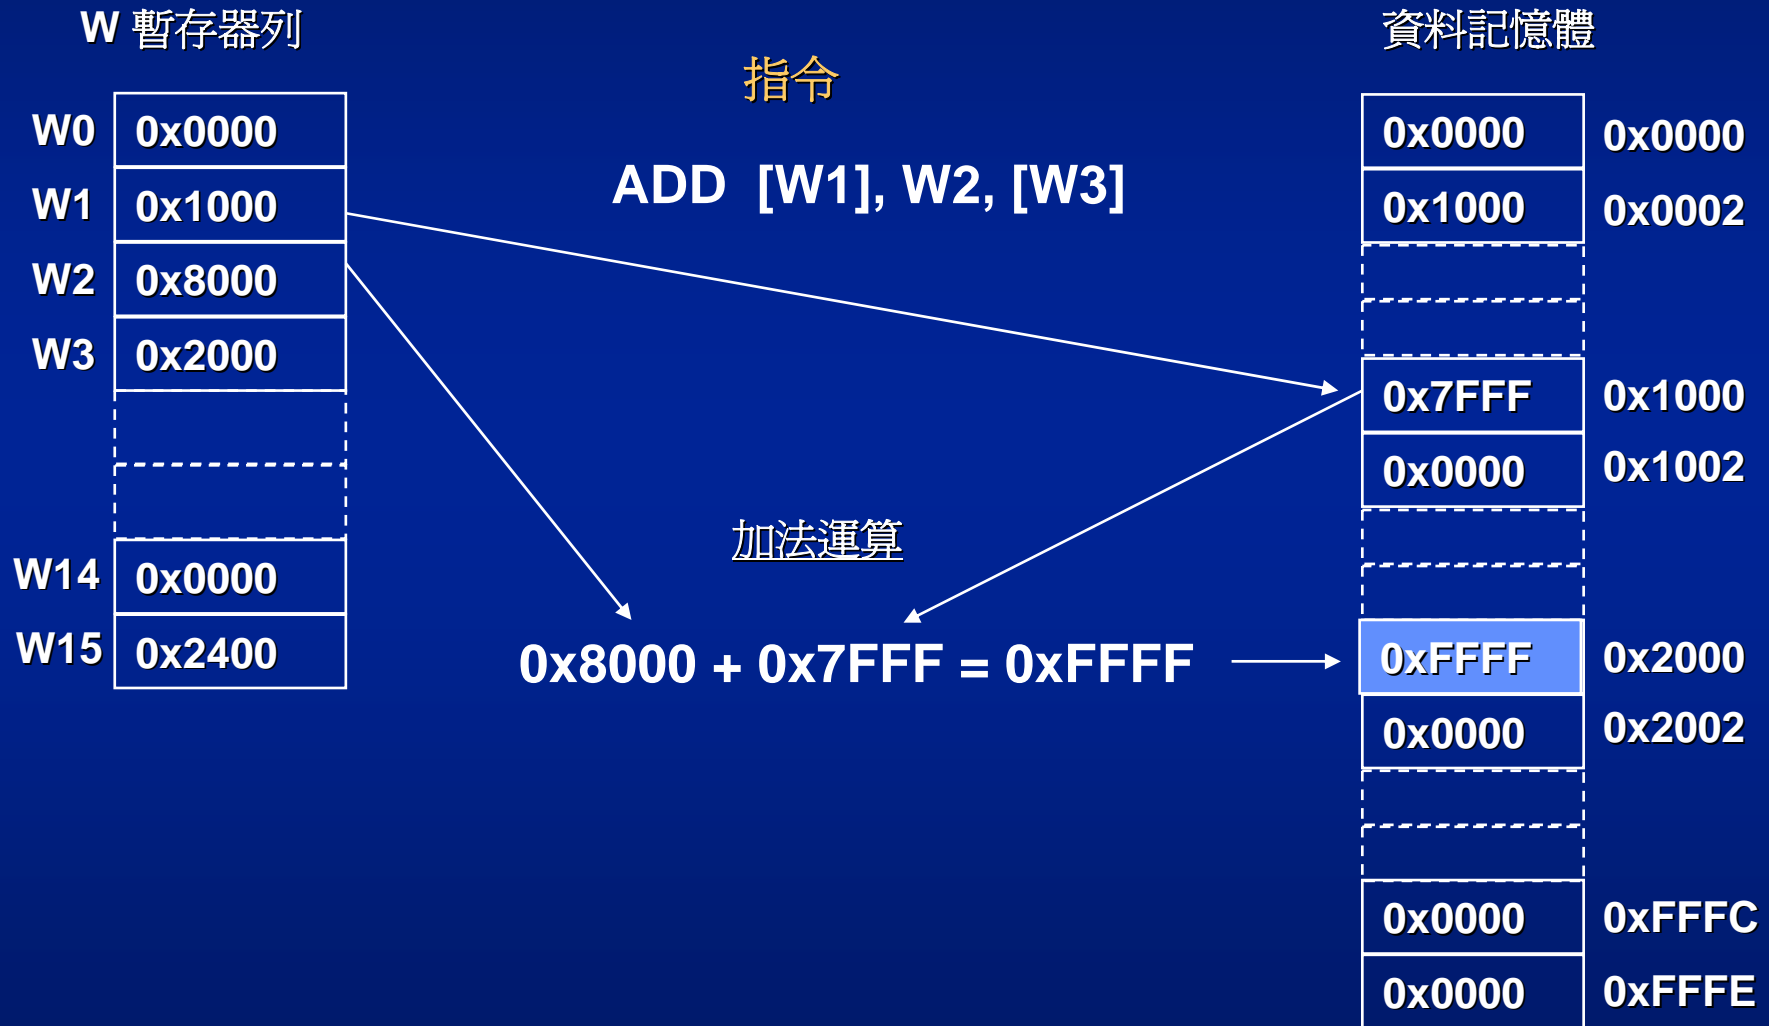 W 暫存器列
指令
資料記憶體
W0 0x0000
W1 0x1000
W2 0x8000
W3 0x2000
W14 0x0000
W15 0x2400
ADD [W1], W2, [W3]
加法運算
0x8000 + 0x7FFF = 0xFFFF
0x0000 0x0000
0x1000 0x0002
0x7FFF 0x1000
0x0000 0x1002
0xFFFF 0x2000
0x0000 0x2002
0x0000 0xFFFC
0x0000 0xFFFE